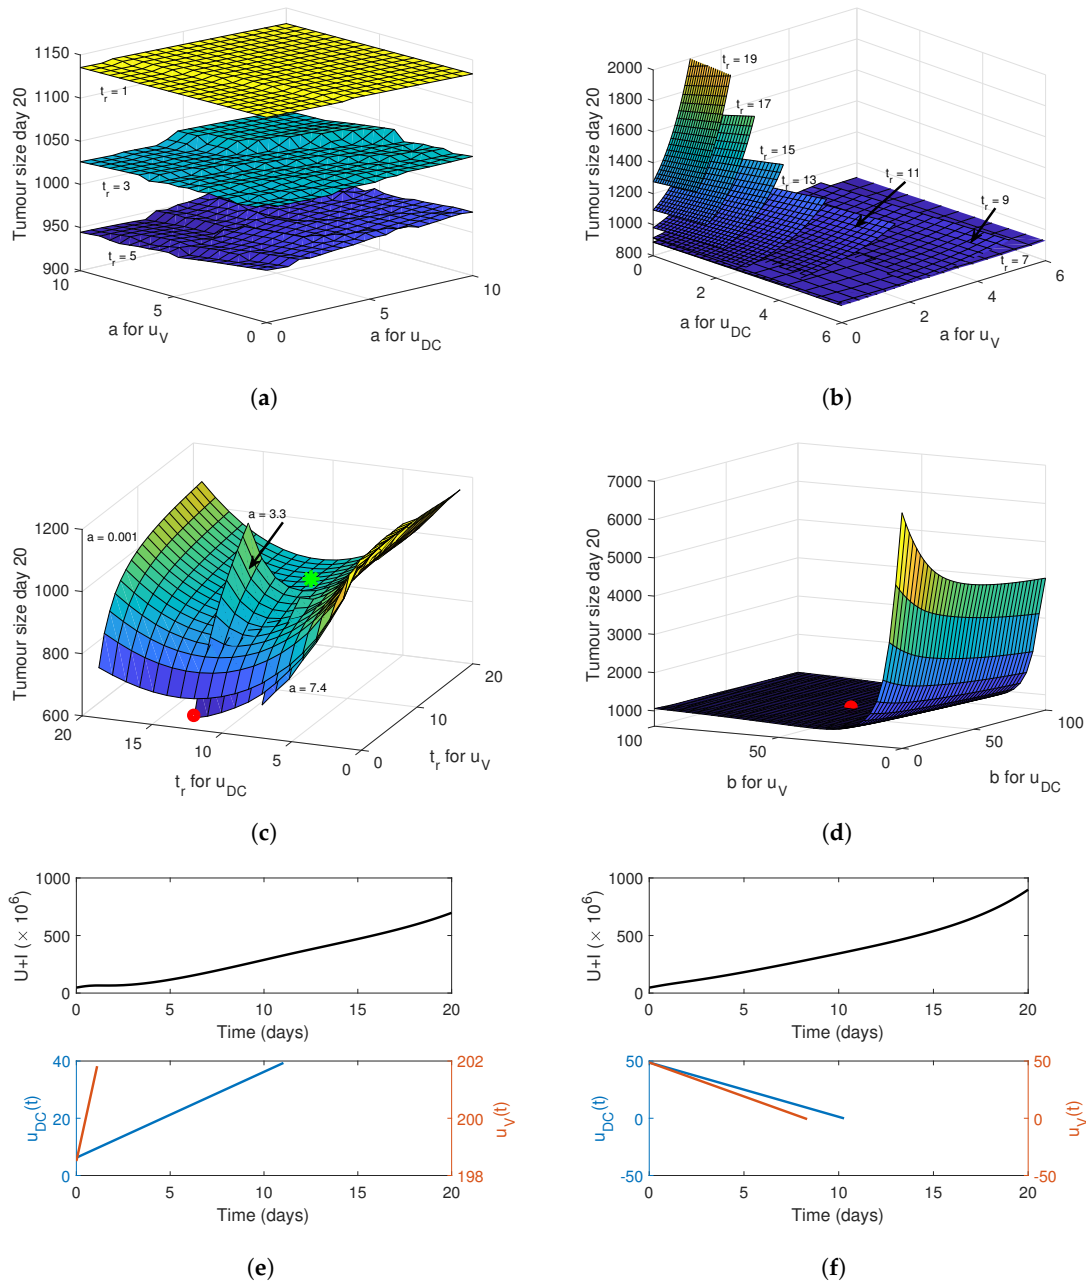 1150
1100
1050
1000
950
900
10
5
0
0
5
10
Tumour size day 20
a for u_V
a for u_DC
t_r = 1
t_r = 3
t_r = 5
(a)
2000
1800
1600
1400
1200
1000
800
0
2
4
6
0
2
4
6
Tumour size day 20
a for u_DC
a for u_V
t_r = 19
t_r = 17
t_r = 15
t_r = 13
t_r = 11
t_r = 9
t_r = 7
(b)
1200
1000
800
600
20
15
10
5
0
0
10
20
Tumour size day 20
t_r for u_DC
t_r for u_V
a = 0.001
a = 3.3
a = 7.4
(c)
7000
6000
5000
4000
3000
2000
1000
100
50
0
0
50
100
Tumour size day 20
b for u_V
b for u_DC
(d)
1000
500
0
0
5
10
15
20
U+I (× 10^6)
Time (days)
40
20
0
202
200
198
0
5
10
15
20
u_DC(t)
u_V(t)
Time (days)
(e)
1000
500
0
0
5
10
15
20
U+I (× 10^6)
Time (days)
50
0
-50
50
0
-50
0
5
10
15
20
u_DC(t)
u_V(t)
Time (days)
(f)